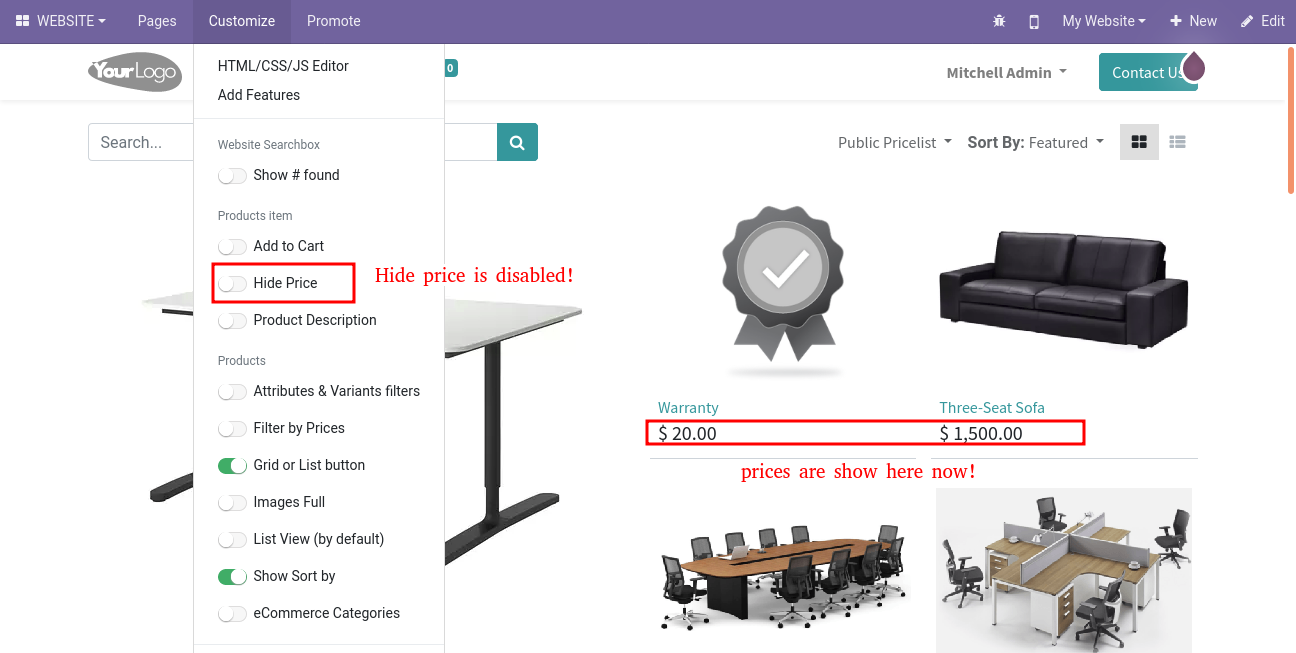 WEBSITE Pages Customize Promote My Website New Edit
HTML/CSS/JS Editor
YourLogo 0 Mitchell Admin Contact Us
Add Features
Search... Website Searchbox Public Pricelist Sort By: Featured
Show # found
Products item
Add to Cart
Hide Price Hide price is disabled!
Product Description
Products
Attributes & Variants filters
Warranty Three-Seat Sofa
Filter by Prices $ 20.00 $ 1,500.00
Grid or List button prices are show here now!
Images Full
List View (by default)
Show Sort by
eCommerce Categories